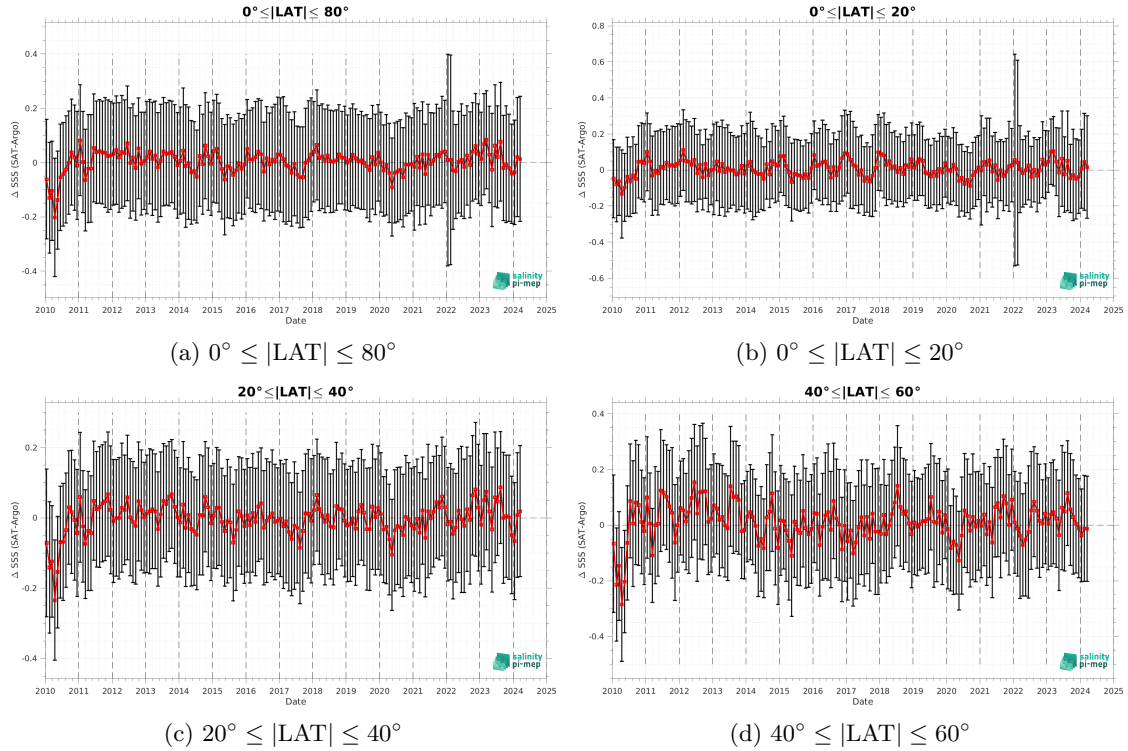 0°≤|LAT|≤ 80°
0.4
0.2
0
-0.2
-0.4
Δ SSS (SAT-Argo)
2010 2011 2012 2013 2014 2015 2016 2017 2018 2019 2020 2021 2022 2023 2024 2025
Date
salinity
pi-mep
(a) 0° ≤ |LAT| ≤ 80°
0°≤|LAT|≤ 20°
0.8
0.6
0.4
0.2
0
-0.2
-0.4
-0.6
Δ SSS (SAT-Argo)
2010 2011 2012 2013 2014 2015 2016 2017 2018 2019 2020 2021 2022 2023 2024 2025
Date
salinity
pi-mep
(b) 0° ≤ |LAT| ≤ 20°
20°≤|LAT|≤ 40°
0.2
0
-0.2
-0.4
Δ SSS (SAT-Argo)
2010 2011 2012 2013 2014 2015 2016 2017 2018 2019 2020 2021 2022 2023 2024 2025
Date
salinity
pi-mep
(c) 20° ≤ |LAT| ≤ 40°
40°≤|LAT|≤ 60°
0.4
0.2
0
-0.2
-0.4
Δ SSS (SAT-Argo)
2010 2011 2012 2013 2014 2015 2016 2017 2018 2019 2020 2021 2022 2023 2024 2025
Date
salinity
pi-mep
(d) 40° ≤ |LAT| ≤ 60°